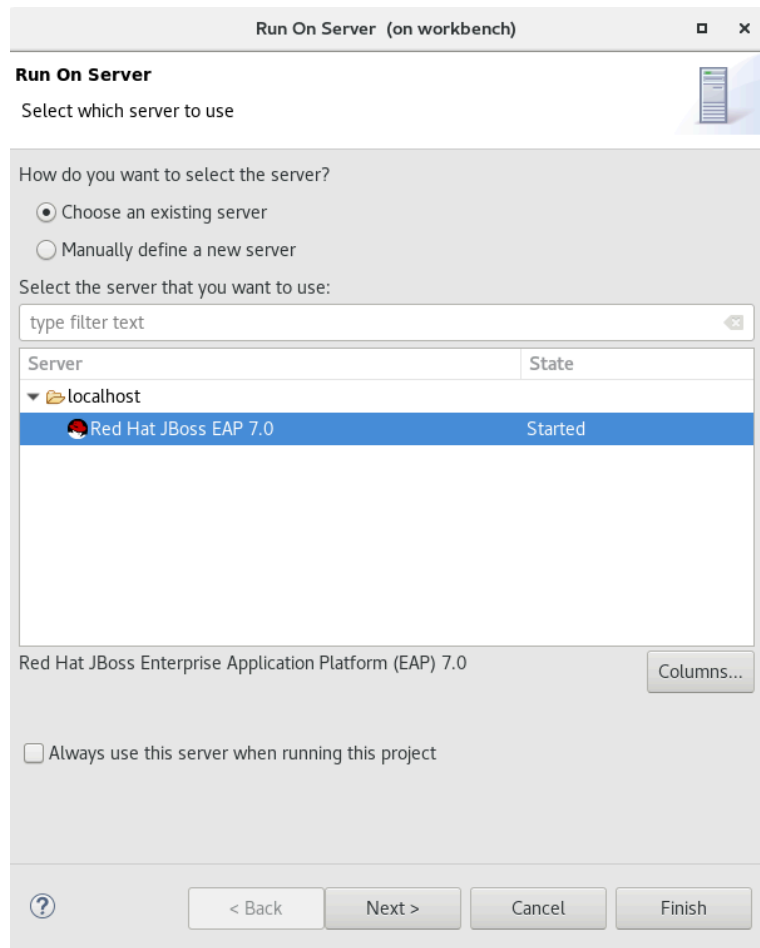 Run On Server (on workbench)
Run On Server
Select which server to use
How do you want to select the server?
Choose an existing server
Manually define a new server
Select the server that you want to use:
type filter text
Server State
localhost
Red Hat JBoss EAP 7.0 Started
Red Hat JBoss Enterprise Application Platform (EAP) 7.0
Columns...
Always use this server when running this project
? < Back Next > Cancel Finish